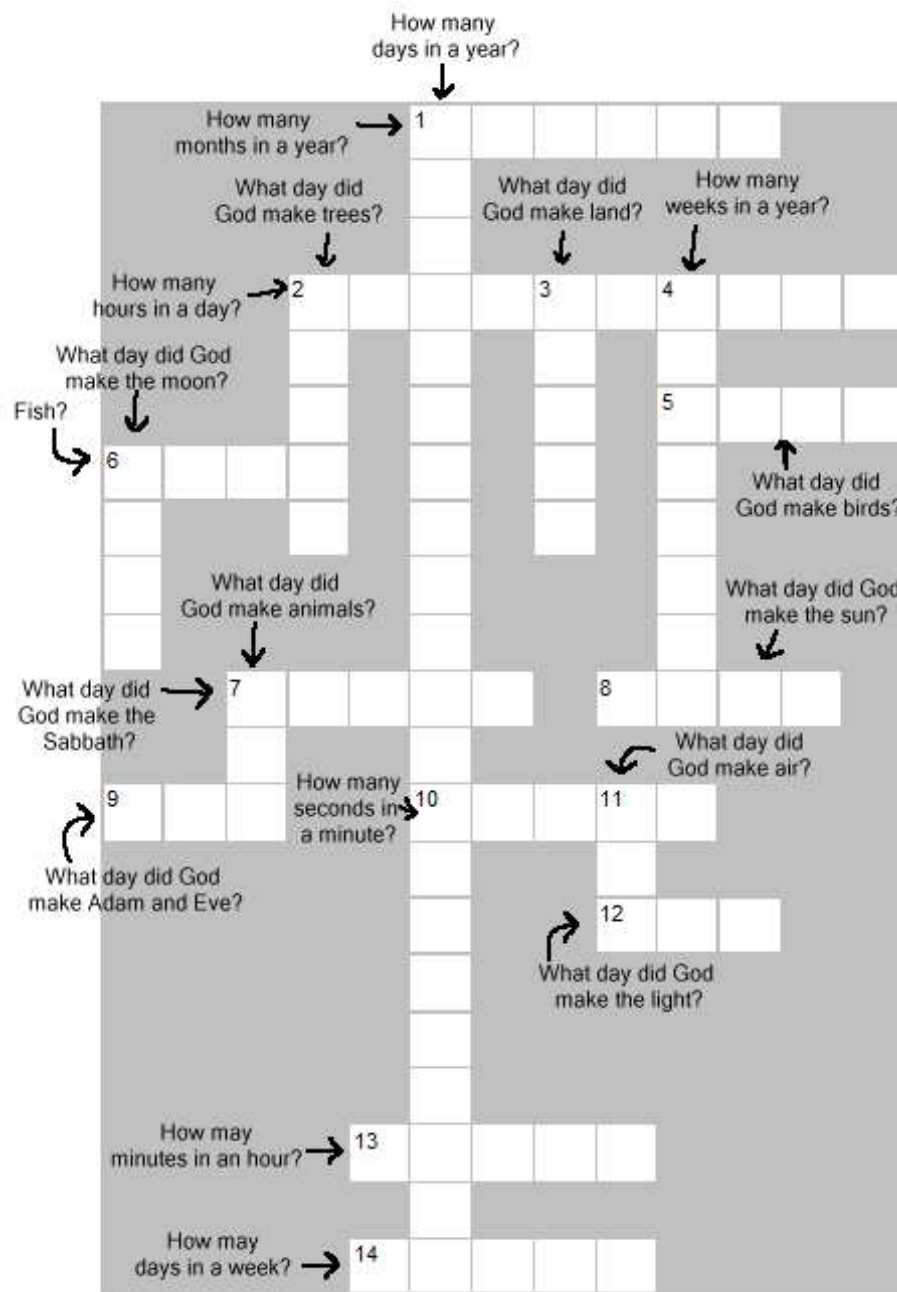 How many
days in a year?
How many
months in a year?
1
What day did
God make trees?
What day did
God make land?
How many
weeks in a year?
How many
hours in a day?
2
3
4
What day did God
make the moon?
Fish?
5
6
What day did
God make birds?
What day did
God make animals?
What day did God
make the sun?
What day did
God make the
Sabbath?
7
8
What day did
God make air?
How many
seconds in
a minute?
9
10
11
What day did God
make Adam and Eve?
12
What day did God
make the light?
How may
minutes in an hour?
13
How may
days in a week?
14